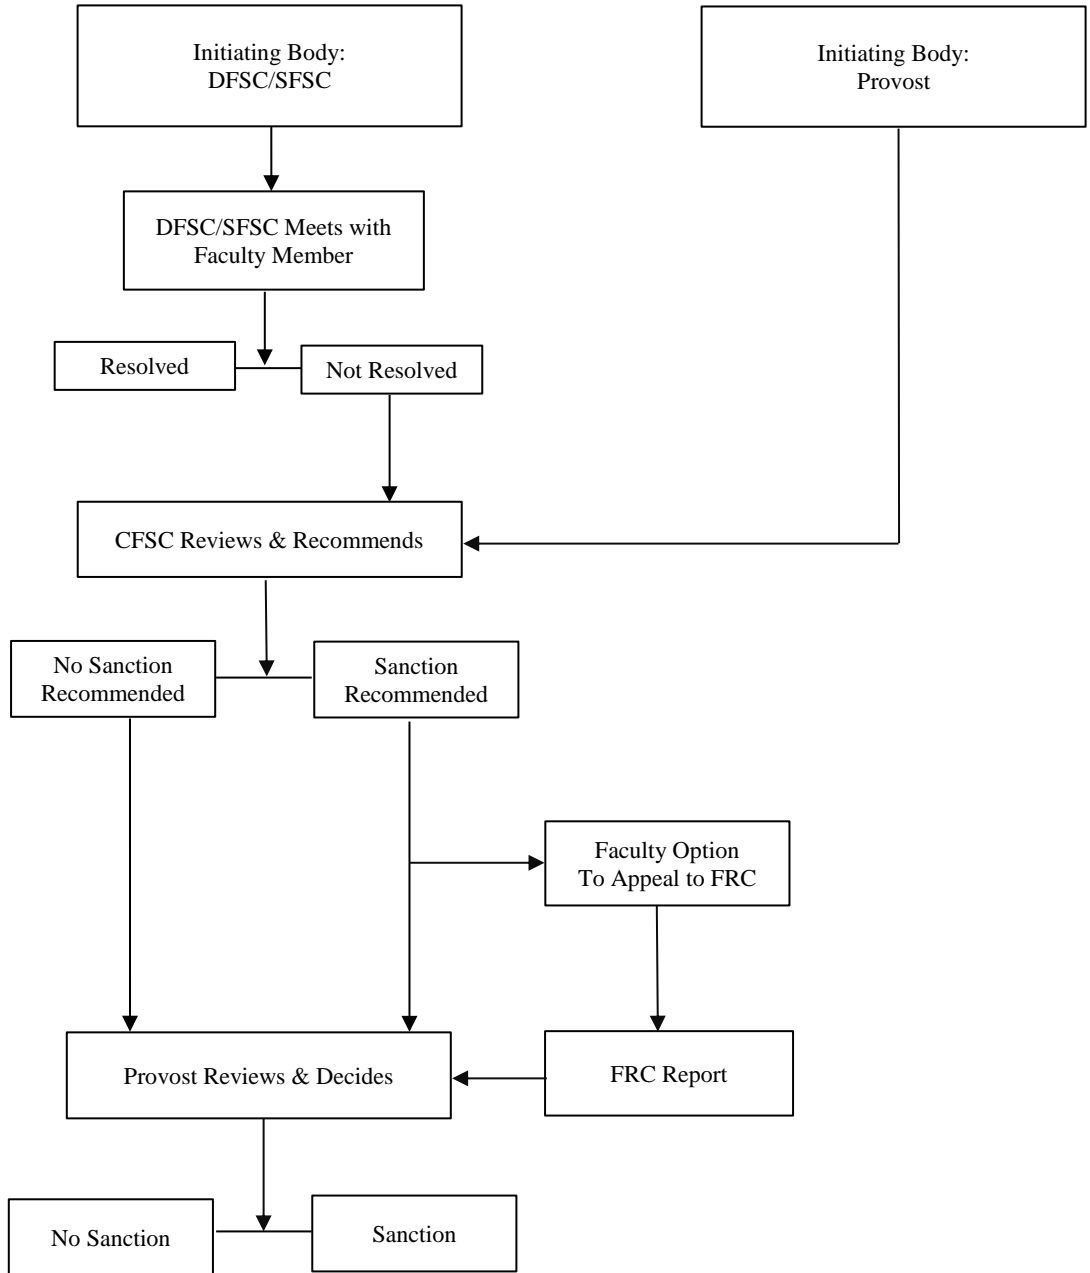 Initiating Body:
DFSC/SFSC
Initiating Body:
Provost
DFSC/SFSC Meets with
Faculty Member
Resolved
Not Resolved
CFSC Reviews & Recommends
No Sanction
Recommended
Sanction
Recommended
Faculty Option
To Appeal to FRC
Provost Reviews & Decides
FRC Report
No Sanction
Sanction